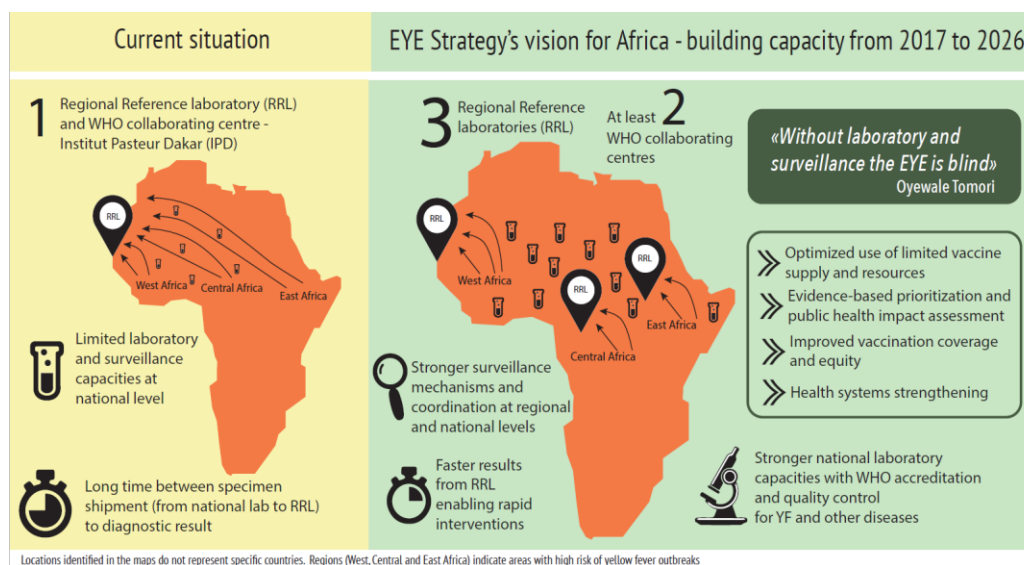 Current situation
EYE Strategy's vision for Africa - building capacity from 2017 to 2026
1
Regional Reference laboratory (RRL)
and WHO collaborating centre -
Institut Pasteur Dakar (IPD)
RRL
West Africa
Central Africa
East Africa
Limited laboratory
and surveillance
capacities at
national level
Long time between specimen
shipment (from national lab to RRL)
to diagnostic result
3
Regional Reference
laboratories (RRL)
At least 2
WHO collaborating
centres
RRL
RRL
RRL
West Africa
East Africa
Central Africa
Stronger surveillance
mechanisms and
coordination at regional
and national levels
Faster results
from RRL
enabling rapid
interventions
«Without laboratory and
surveillance the EYE is blind»
Oyewale Tomori
Optimized use of limited vaccine
supply and resources
Evidence-based prioritization and
public health impact assessment
Improved vaccination coverage
and equity
Health systems strengthening
Stronger national laboratory
capacities with WHO accreditation
and quality control
for YF and other diseases
Locations identified in the maps do not represent specific countries. Regions (West, Central and East Africa) indicate areas with high risk of yellow fever outbreaks